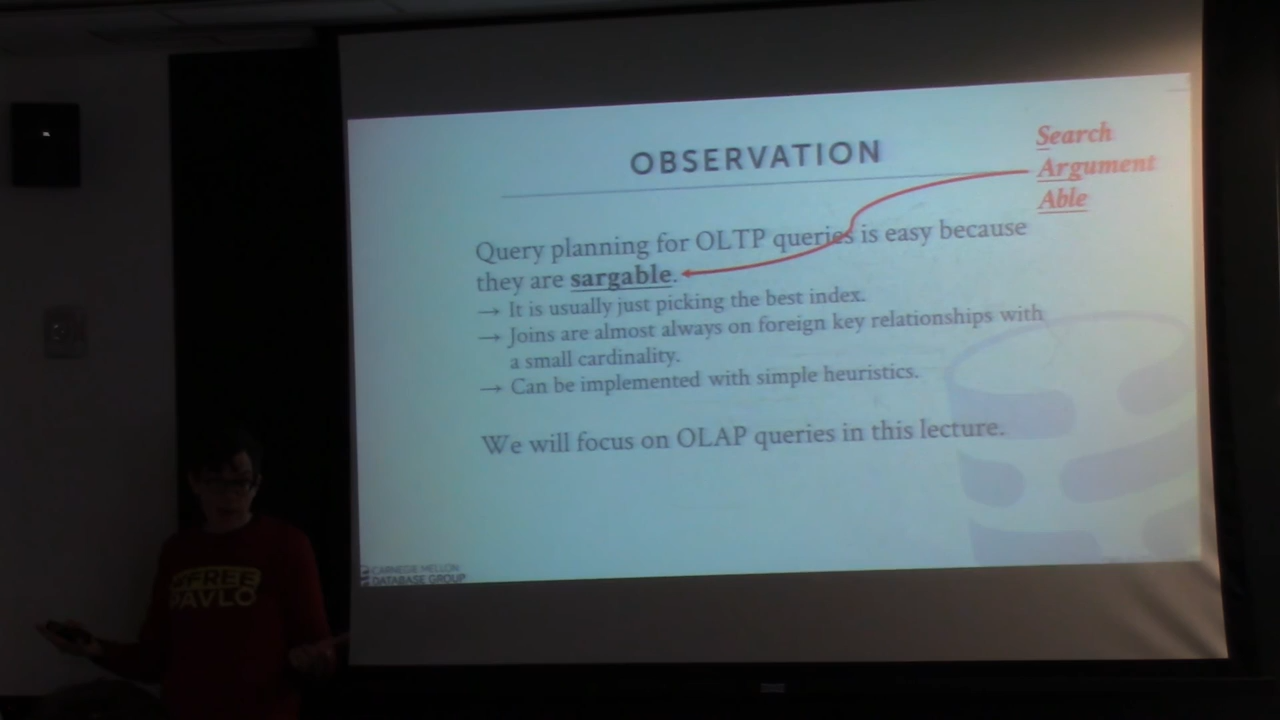 OBSERVATION
Search
Argument
Able
Query planning for OLTP queries is easy because
they are sargable.
→ It is usually just picking the best index.
→ Joins are almost always on foreign key relationships with
a small cardinality.
→ Can be implemented with simple heuristics.
We will focus on OLAP queries in this lecture.
CARNEGIE MELLON
DATABASE GROUP
#FREE
PAVLO